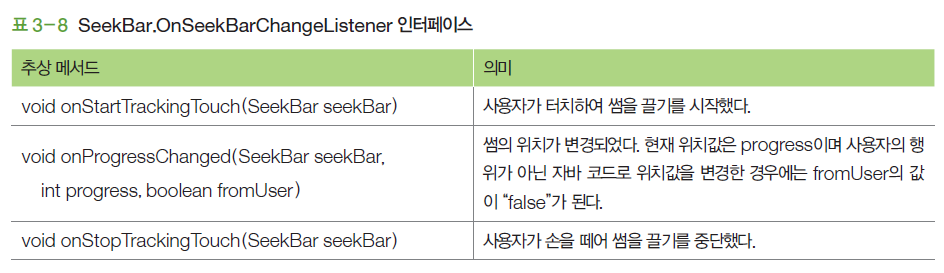 표 3-8 SeekBar.OnSeekBarChangeListener 인터페이스
추상 메서드
의미
void onStartTrackingTouch(SeekBar seekBar)
사용자가 터치하여 썸을 끌기를 시작했다.
void onProgressChanged(SeekBar seekBar,
int progress, boolean fromUser)
썸의 위치가 변경되었다. 현재 위치값은 progress이며 사용자의 행
위가 아닌 자바 코드로 위치값을 변경한 경우에는 fromUser의 값
이 “false”가 된다.
void onStopTrackingTouch(SeekBar seekBar)
사용자가 손을 떼어 썸을 끌기를 중단했다.